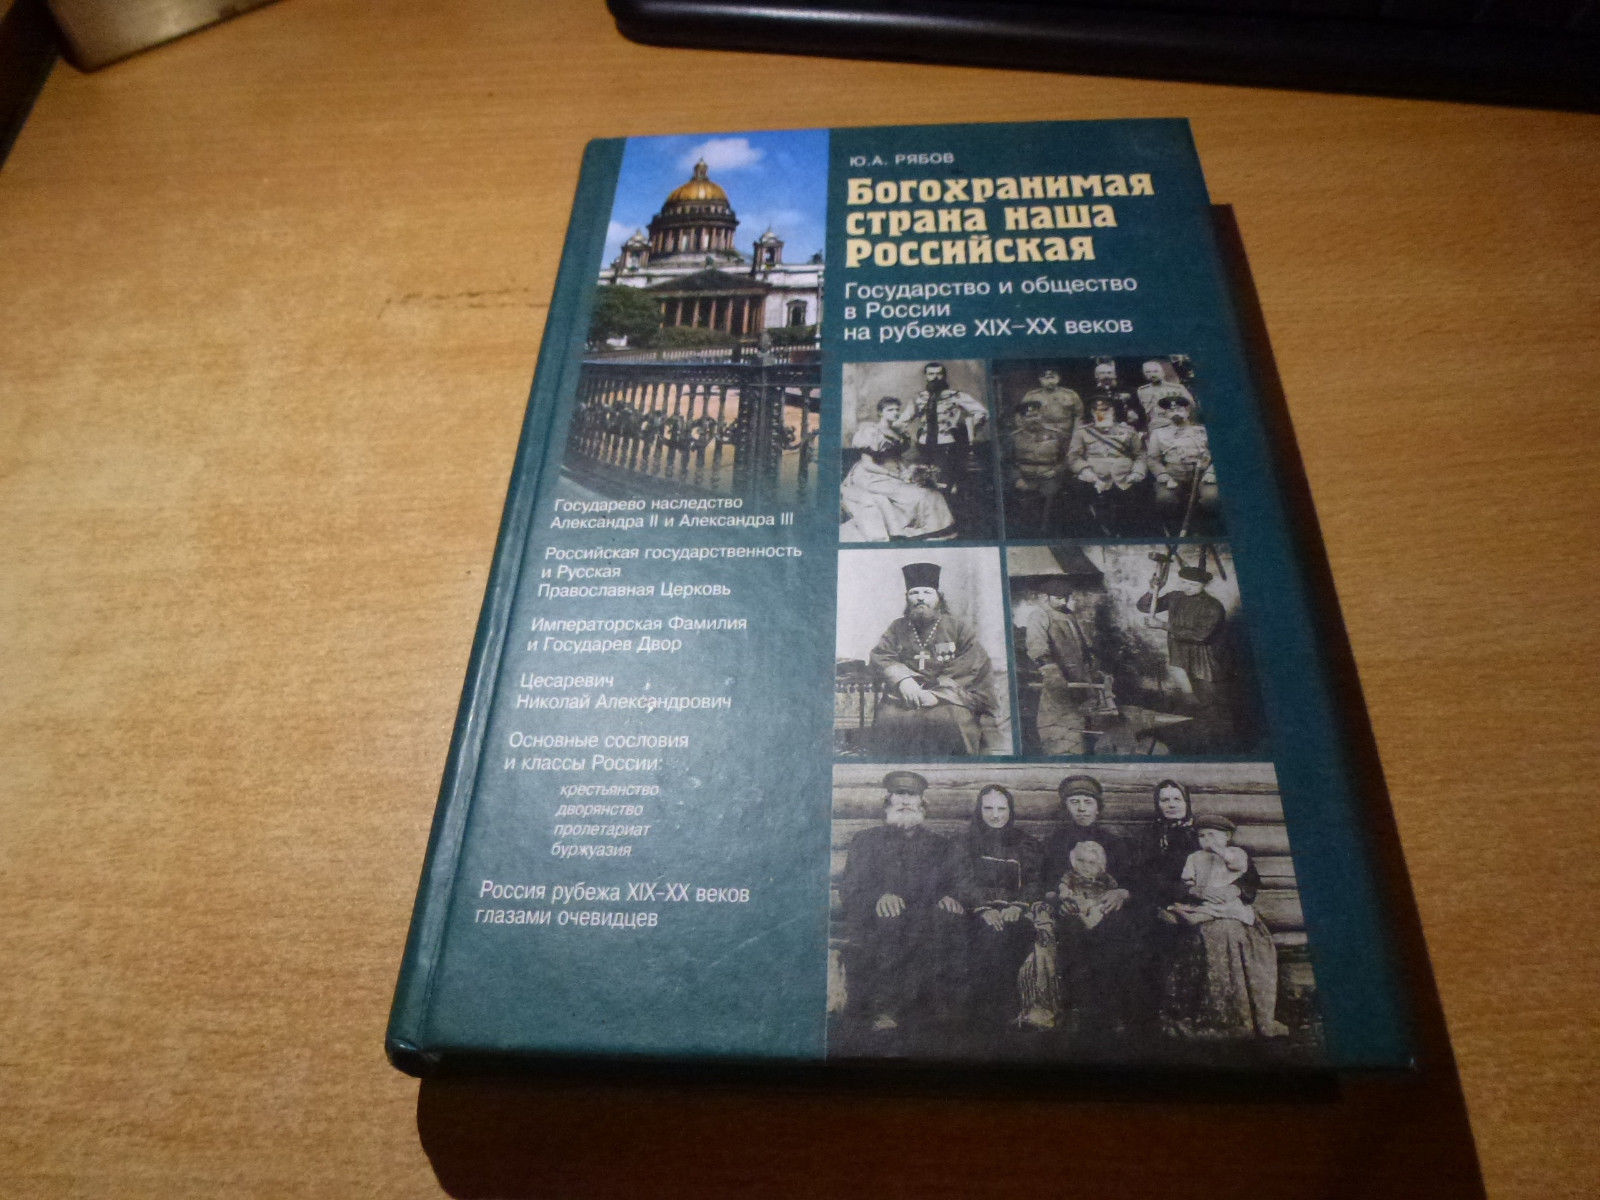 Ю.А. РЯБОВ
Богохранимая
страна наша
Российская
Государство и общество
в России
на рубеже XIX–XX веков
Государево наследство
Александра II и Александра III
Российская государственность
и Русская
Православная Церковь
Императорская Фамилия
и Государев Двор
Цесаревич
Николай Александрович
Основные сословия
и классы России:
крестьянство
дворянство
пролетариат
буржуазия
Россия рубежа XIX–XX веков
глазами очевидцев